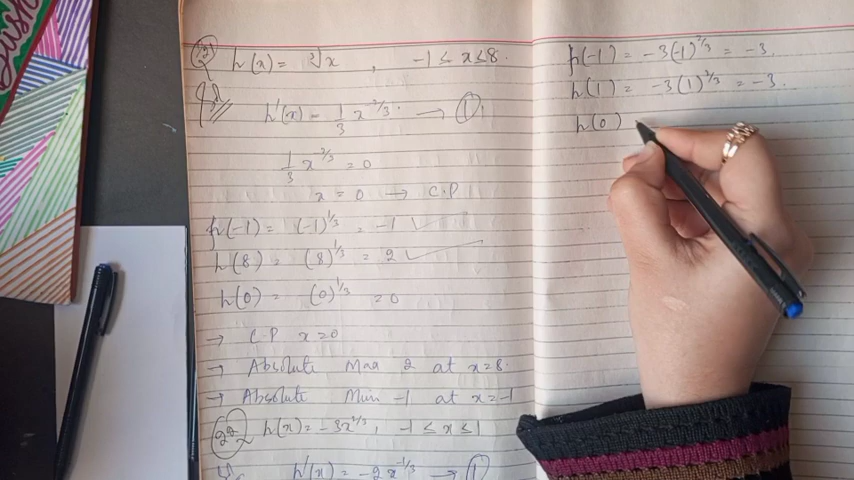 h(x) = ∛x , -1 ≤ x ≤ 8.
h'(x) = 1/3 x^-2/3. → ①
1/3 x^2/3 = 0
x = 0 → C.P
h(-1) = (-1)^1/3 = -1 ✓
h(8) = (8)^1/3 = 2 ✓
h(0) = (0)^1/3 = 0
→ C.P x=0
→ Absolute Max 2 at x=8.
→ Absolute Min -1 at x=-1
22 h(x) = -3x^2/3, -1 ≤ x ≤ 1
h'(x) = -2x^-1/3 → ①
h(-1) = -3(-1)^2/3 = -3.
h(1) = -3(1)^2/3 = -3.
h(0)